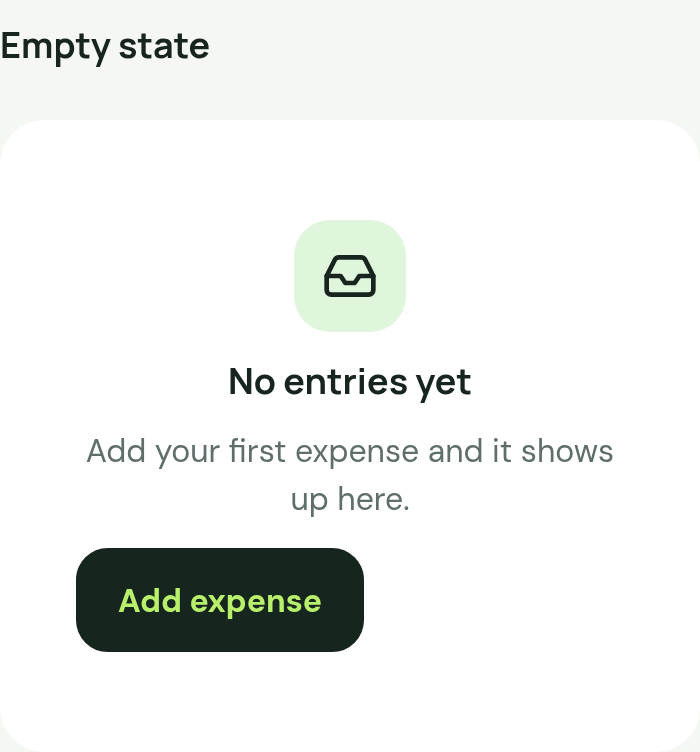 Empty state
No entries yet
Add your first expense and it shows
up here.
Add expense